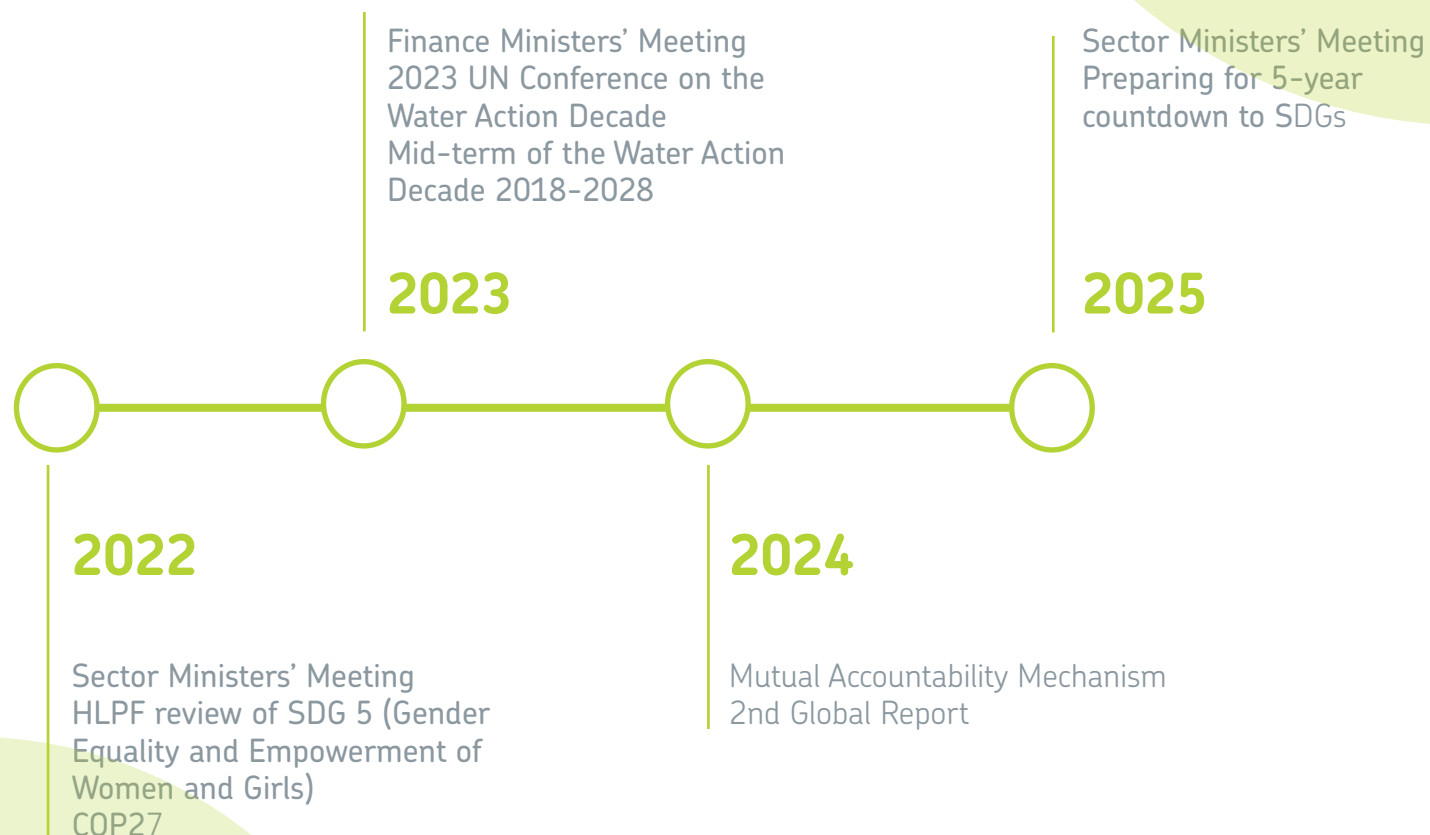 Finance Ministers' Meeting
2023 UN Conference on the
Water Action Decade
Mid-term of the Water Action
Decade 2018-2028
2023
Sector Ministers' Meeting
Preparing for 5-year
countdown to SDGs
2025
2022
Sector Ministers' Meeting
HLPF review of SDG 5 (Gender
Equality and Empowerment of
Women and Girls)
COP27
2024
Mutual Accountability Mechanism
2nd Global Report